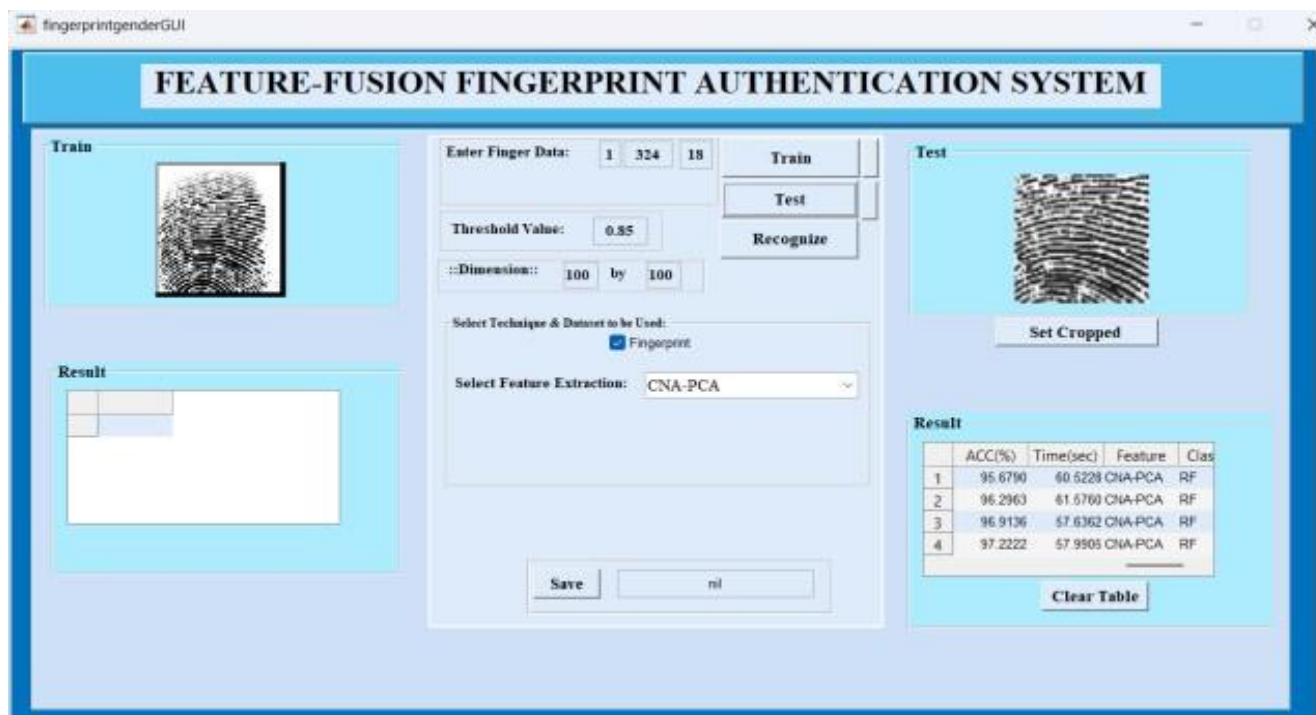 fingerprintgenderGUI
FEATURE-FUSION FINGERPRINT AUTHENTICATION SYSTEM
Train
Enter Finger Data: 1 324 18
Train
Test
Threshold Value: 0.85
Recognize
::Dimension:: 100 by 100
Select Technique & Dataset to be Used:
Fingerprint
Select Feature Extraction: CNA-PCA
Save nil
Result
Test
Set Cropped
Result
ACC(%) Time(sec) Feature Clas
1 95.6790 60.5228 CNA-PCA RF
2 96.2963 61.5760 CNA-PCA RF
3 96.9136 57.6362 CNA-PCA RF
4 97.2222 57.9905 CNA-PCA RF
Clear Table